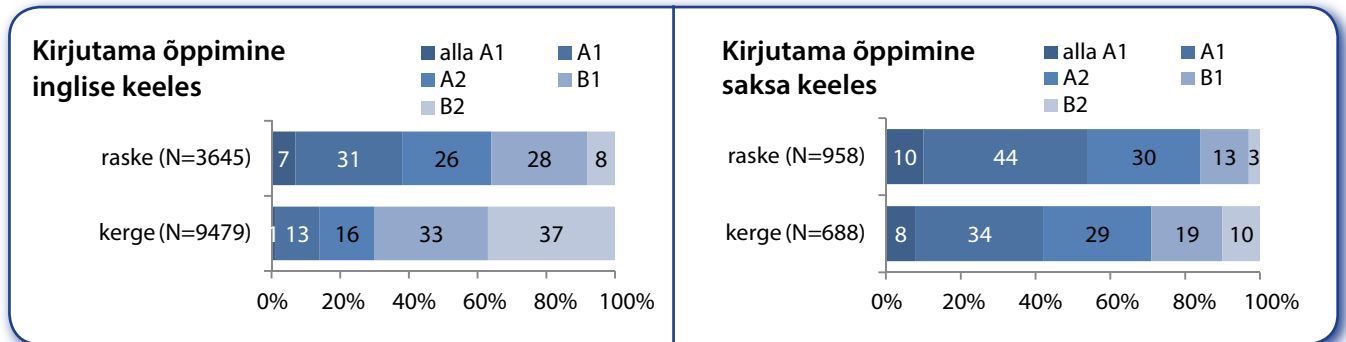 Kirjutama õppimine
inglise keeles
alla A1 A1
A2 B1
B2
raske (N=3645) 7 31 26 28 8
kerge (N=9479) 1 13 16 33 37
0% 20% 40% 60% 80% 100%
Kirjutama õppimine
saksa keeles
alla A1 A1
A2 B1
B2
raske (N=958) 10 44 30 13 3
kerge (N=688) 8 34 29 19 10
0% 20% 40% 60% 80% 100%